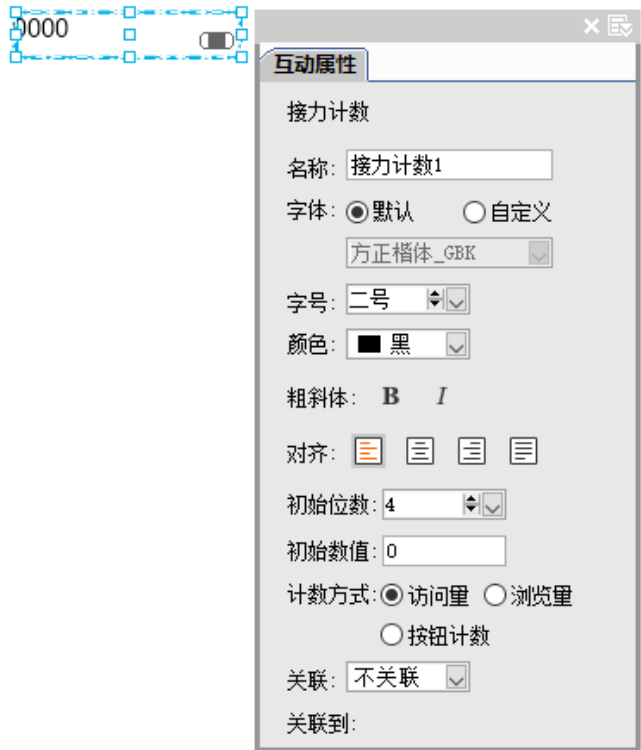 0000
互动属性
接力计数
名称: 接力计数1
字体: 默认 自定义
方正楷体_GBK
字号: 二号
颜色: 黑
粗斜体: B I
对齐:
初始位数: 4
初始数值: 0
计数方式: 访问量 浏览量
按钮计数
关联: 不关联
关联到: